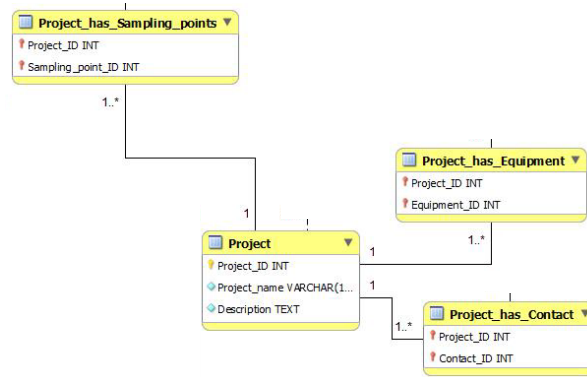 Project_has_Sampling_points
Project_ID INT
Sampling_point_ID INT
1..*
1
Project_has_Equipment
Project_ID INT
Equipment_ID INT
1..*
Project
Project_ID INT
Project_name VARCHAR(1...
Description TEXT
1
1
1..*
Project_has_Contact
Project_ID INT
Contact_ID INT